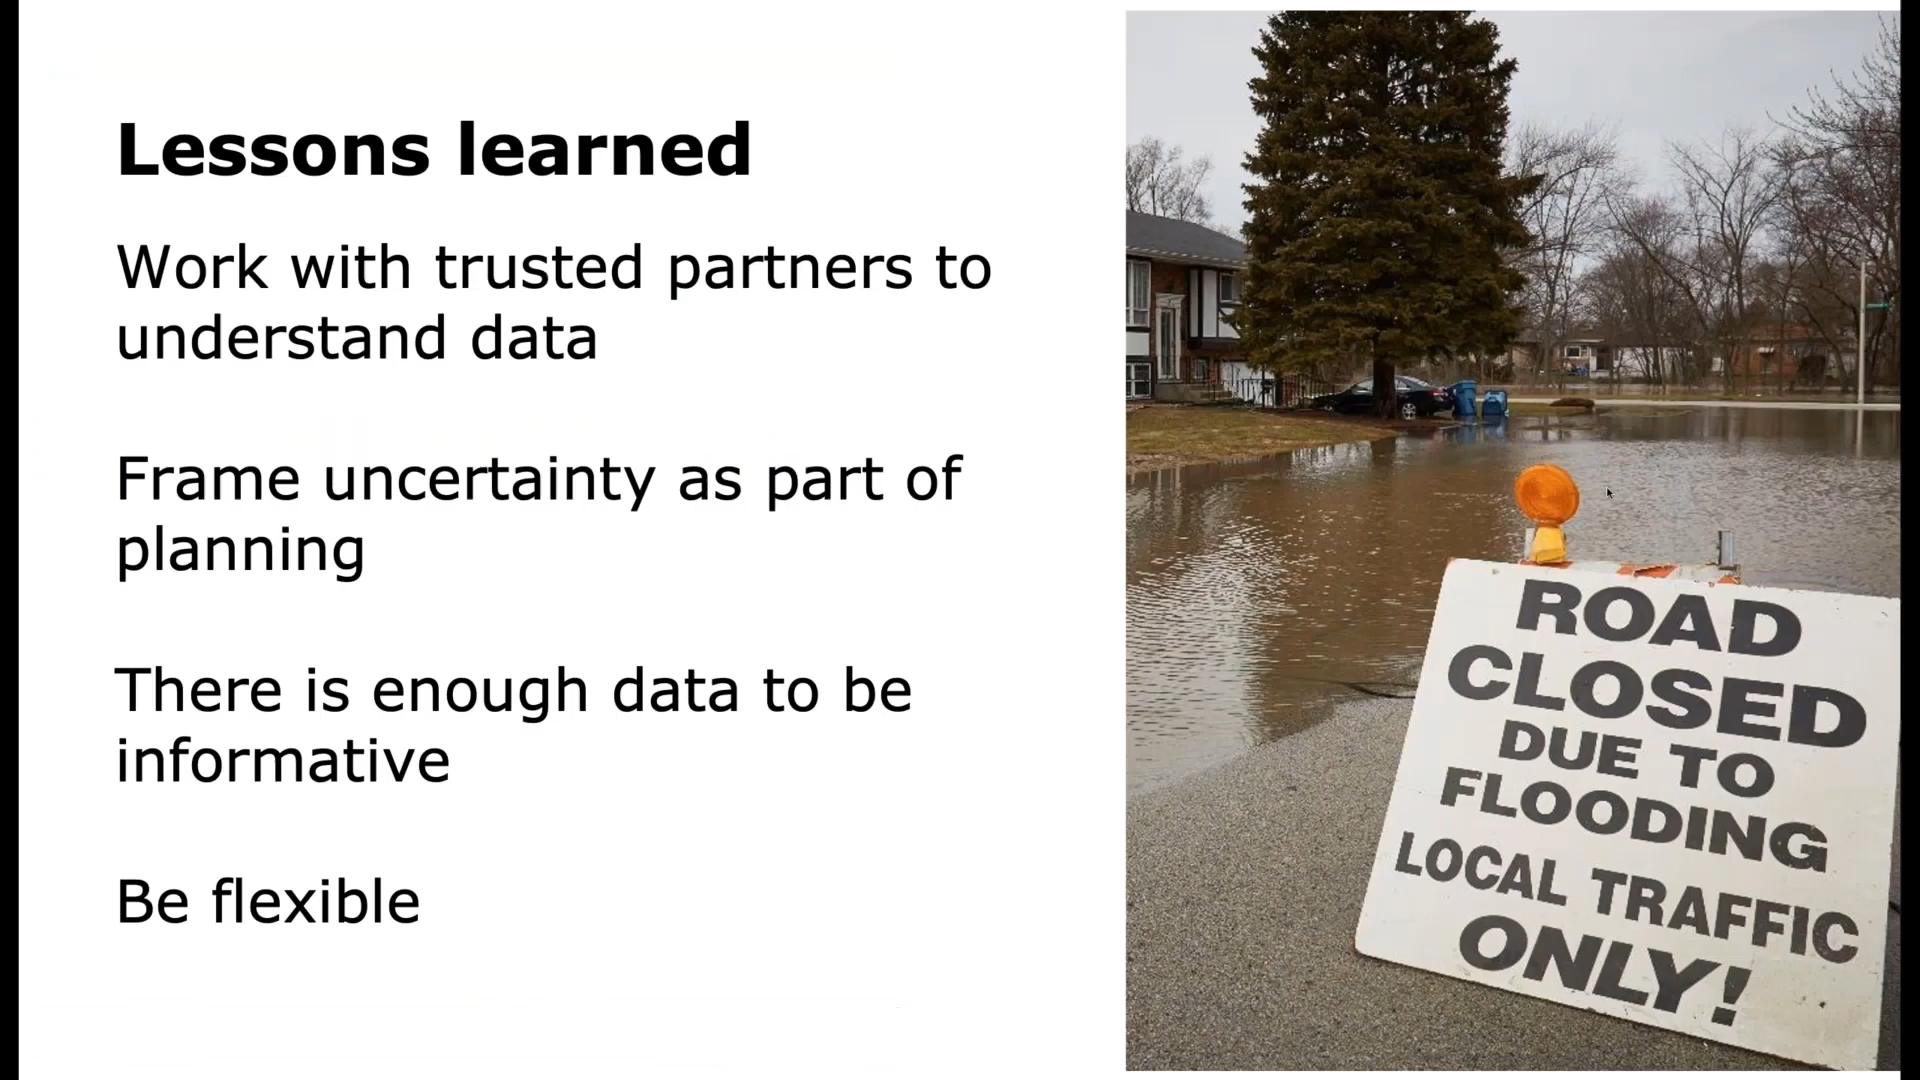 Lessons learned
Work with trusted partners to
understand data
Frame uncertainty as part of
planning
There is enough data to be
informative
Be flexible
ROAD
CLOSED
DUE TO
FLOODING
LOCAL TRAFFIC
ONLY!